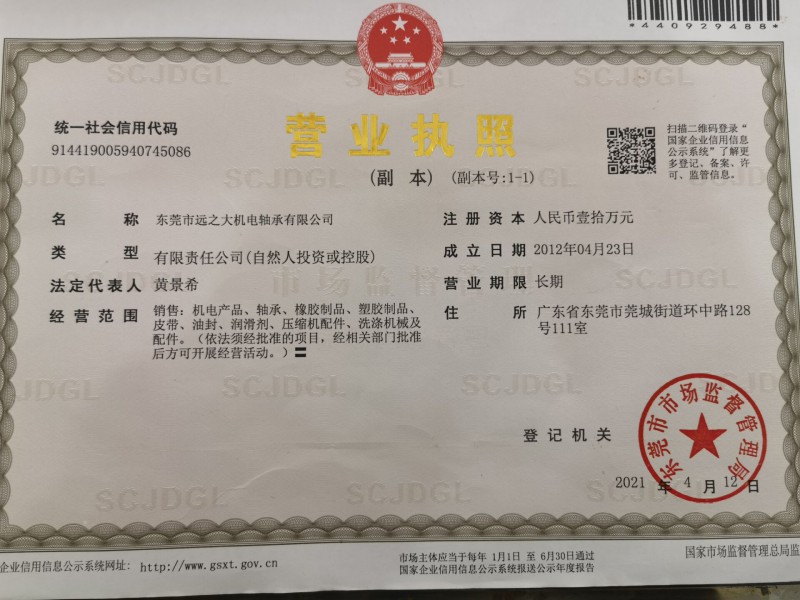 *440929488*
统一社会信用代码
914419005940745086
营业执照
(副 本) (副本号:1-1)
扫描二维码登录“
国家企业信用信息
公示系统”了解更
多登记、备案、许
可、监管信息。
名 称 东莞市远之大机电轴承有限公司
类 型 有限责任公司(自然人投资或控股)
法定代表人 黄景希
经营范围 销售：机电产品、轴承、橡胶制品、塑胶制品、
皮带、油封、润滑剂、压缩机配件、洗涤机械及
配件。（依法须经批准的项目，经相关部门批准
后方可开展经营活动。）
注册资本 人民币壹拾万元
成立日期 2012年04月23日
营业期限 长期
住 所 广东省东莞市莞城街道环中路128
号111室
登记机关
东莞市市场监督管理局
2021 年 4 月 12 日
企业信用信息公示系统网址: http://www.gsxt.gov.cn
市场主体应当于每年 1月1日 至 6月30日通过
国家企业信用信息公示系统报送公示年度报告
国家市场监督管理总局监
SCJDGL
市场监督管理